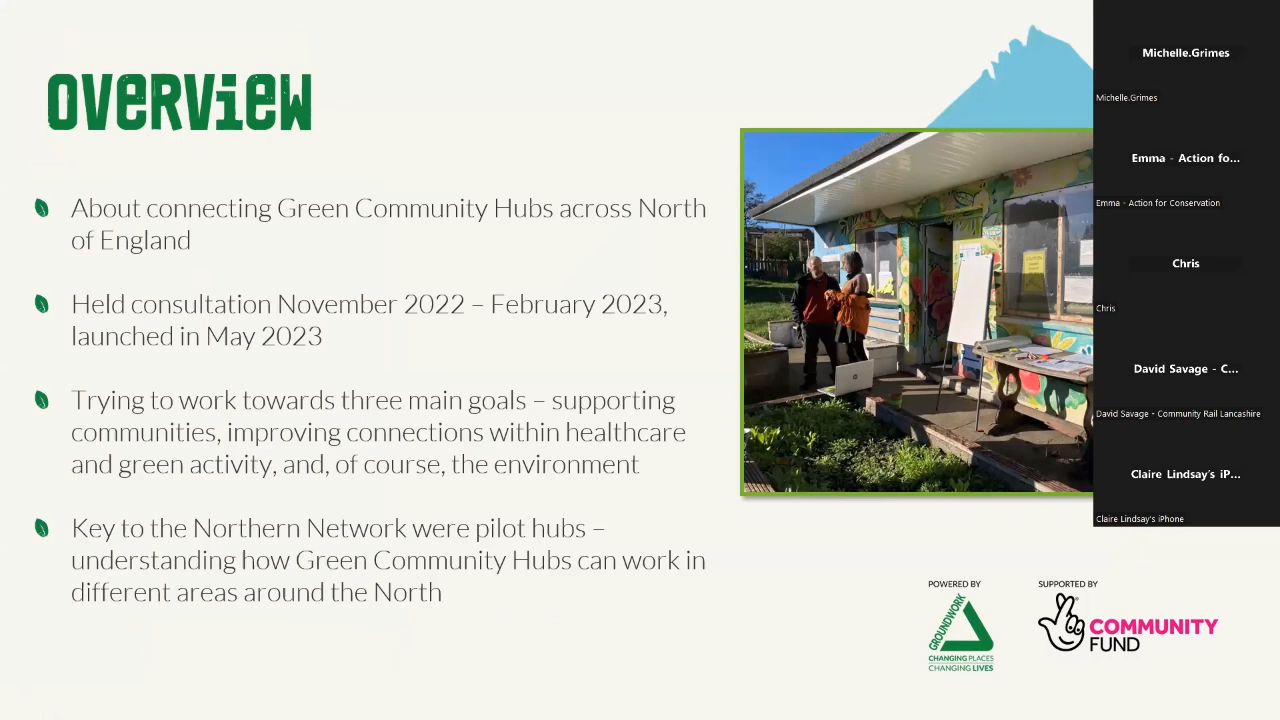 OVERVIEW
About connecting Green Community Hubs across North
of England
Held consultation November 2022 – February 2023,
launched in May 2023
Trying to work towards three main goals – supporting
communities, improving connections within healthcare
and green activity, and, of course, the environment
Key to the Northern Network were pilot hubs –
understanding how Green Community Hubs can work in
different areas around the North
Michelle.Grimes
Michelle.Grimes
Emma - Action fo...
Emma - Action for Conservation
Chris
Chris
David Savage - C...
David Savage - Community Rail Lancashire
Claire Lindsay's iP...
Claire Lindsay's iPhone
POWERED BY
GROUNDWORK
CHANGING PLACES
CHANGING LIVES
SUPPORTED BY
COMMUNITY
FUND